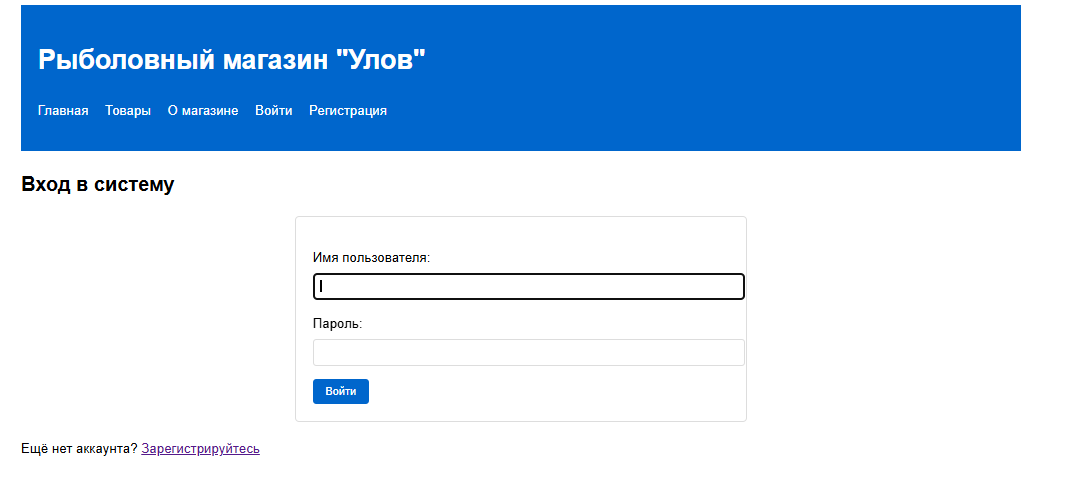 Рыболовный магазин "Улов"
Главная Товары О магазине Войти Регистрация
Вход в систему
Имя пользователя:
Пароль:
Войти
Ещё нет аккаунта? Зарегистрируйтесь